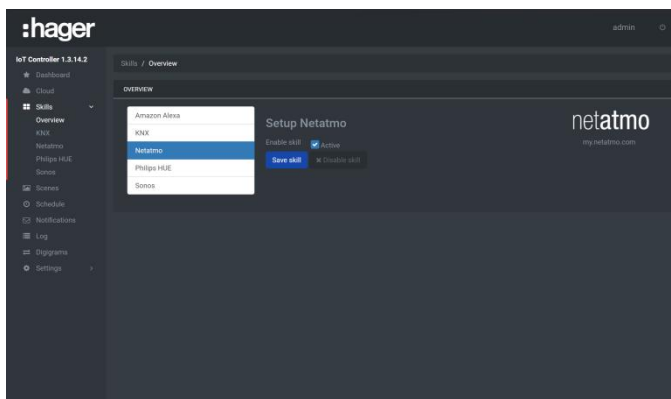 :hager
admin
IoT Controller 1.3.14.2
Dashboard
Cloud
Skills
Overview
KNX
Netatmo
Philips HUE
Sonos
Scenes
Schedule
Notifications
Log
Digigrams
Settings
Skills / Overview
OVERVIEW
Amazon Alexa
KNX
Netatmo
Philips HUE
Sonos
Setup Netatmo
Enable skill Active
Save skill Disable skill
netatmo
my.netatmo.com